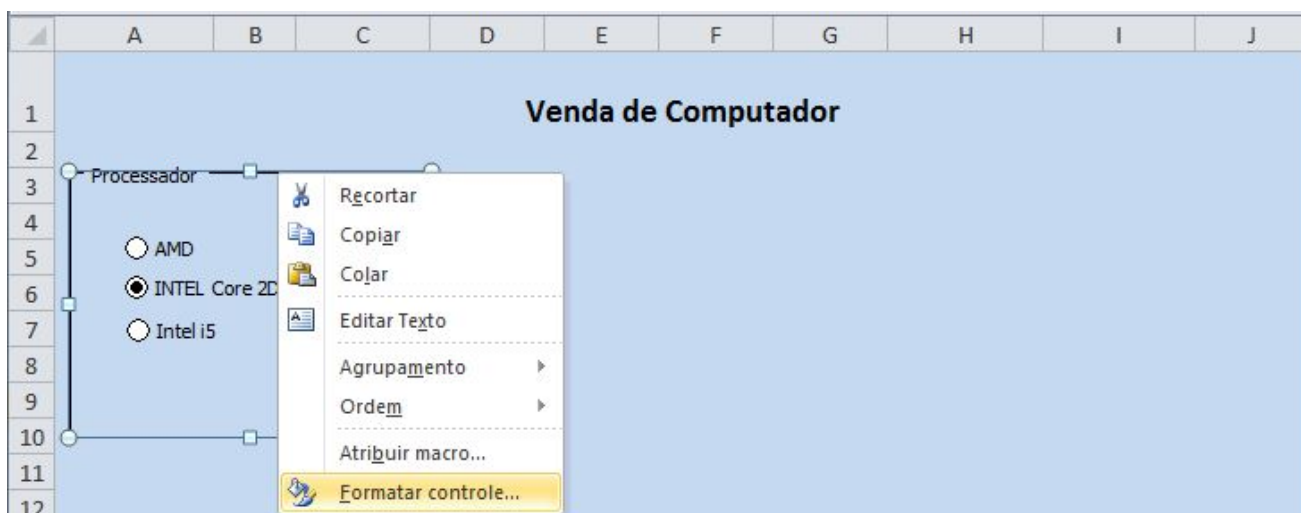 A B C D E F G H I J
1 Venda de Computador
2
3 Processador Recortar
4 Copiar
5 AMD Colar
6 INTEL Core 2D
7 Intel i5 Editar Texto
8 Agrupamento
9 Ordem
10 Atribuir macro...
11 Formatar controle...
12